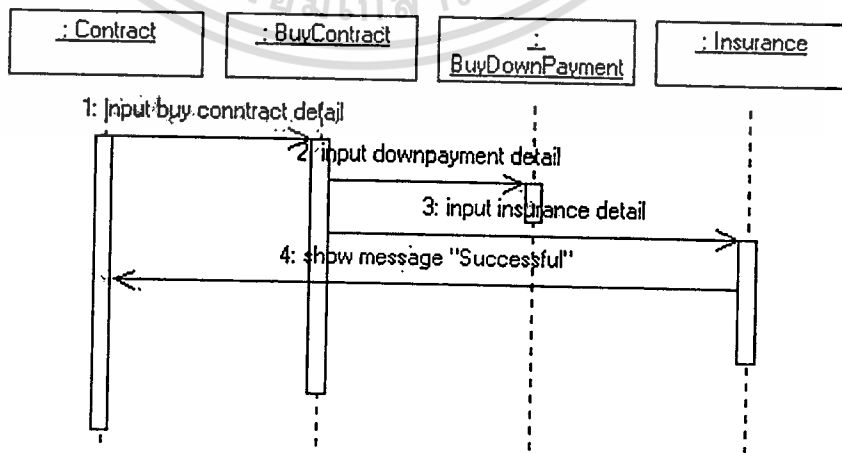 : Contract
: BuyContract
:
BuyDownPayment
: Insurance
1: input buy conntract detail
2: input downpayment detail
3: input insurance detail
4: show message "Successful"